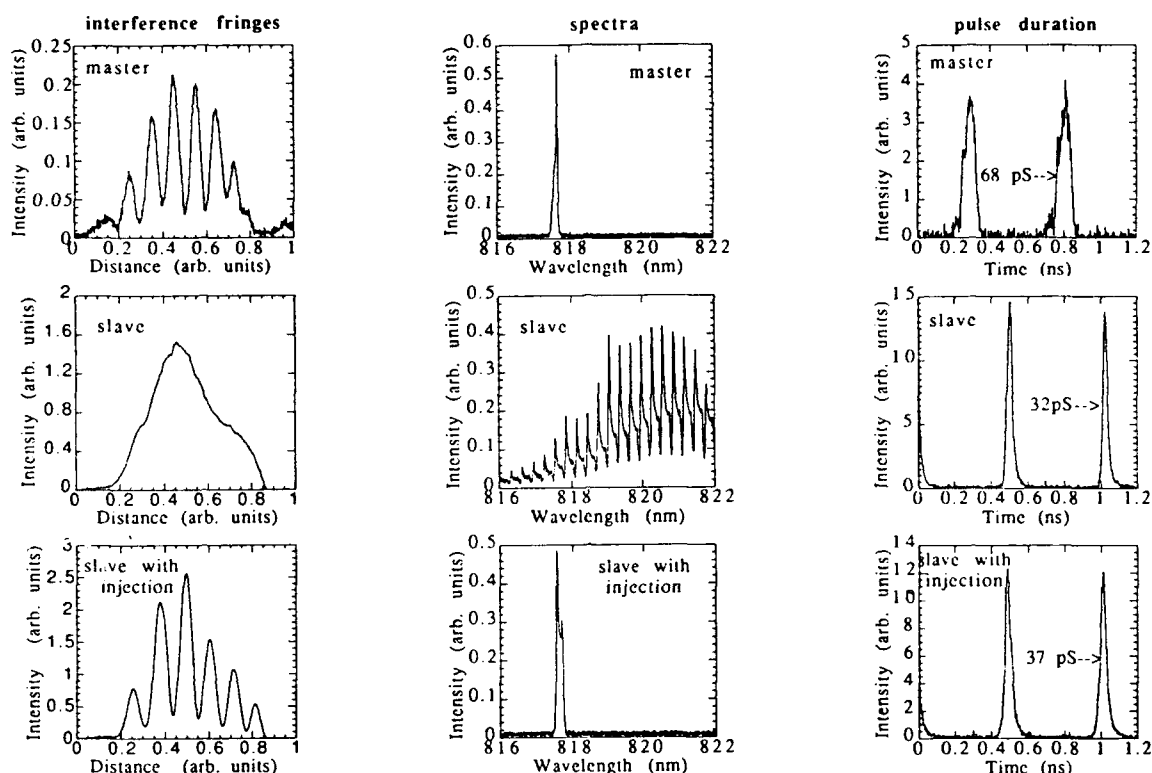 interference fringes
spectra
pulse duration
Intensity (arb. units)
0.25
0.2
0.15
0.1
0.05
0
master
0 0.2 0.4 0.6 0.8 1
Distance (arb. units)
Intensity (arb. units)
0.6
0.5
0.4
0.3
0.2
0.1
0
master
816 818 820 822
Wavelength (nm)
Intensity (arb. units)
5
4
3
2
1
0
master
68 pS-->
0 0.2 0.4 0.6 0.8 1 1.2
Time (ns)
Intensity (arb. units)
2
1.6
1.2
0.8
0.4
0
slave
0 0.2 0.4 0.6 0.8 1
Distance (arb. units)
Intensity (arb. units)
0.5
0.4
0.3
0.2
0.1
0
slave
816 818 820 822
Wavelength (nm)
Intensity (arb. units)
15
10
5
0
slave
32pS-->
0 0.2 0.4 0.6 0.8 1 1.2
Time (ns)
Intensity (arb. units)
3
2.5
2
1.5
1
0.5
0
slave with
injection
0 0.2 0.4 0.6 0.8 1
Distance (arb. units)
Intensity (arb. units)
0.5
0.4
0.3
0.2
0.1
0
slave with
injection
816 818 820 822
Wavelength (nm)
Intensity (arb. units)
14
12
10
8
6
4
2
0
slave with
injection
37 pS-->
0 0.2 0.4 0.6 0.8 1 1.2
Time (ns)